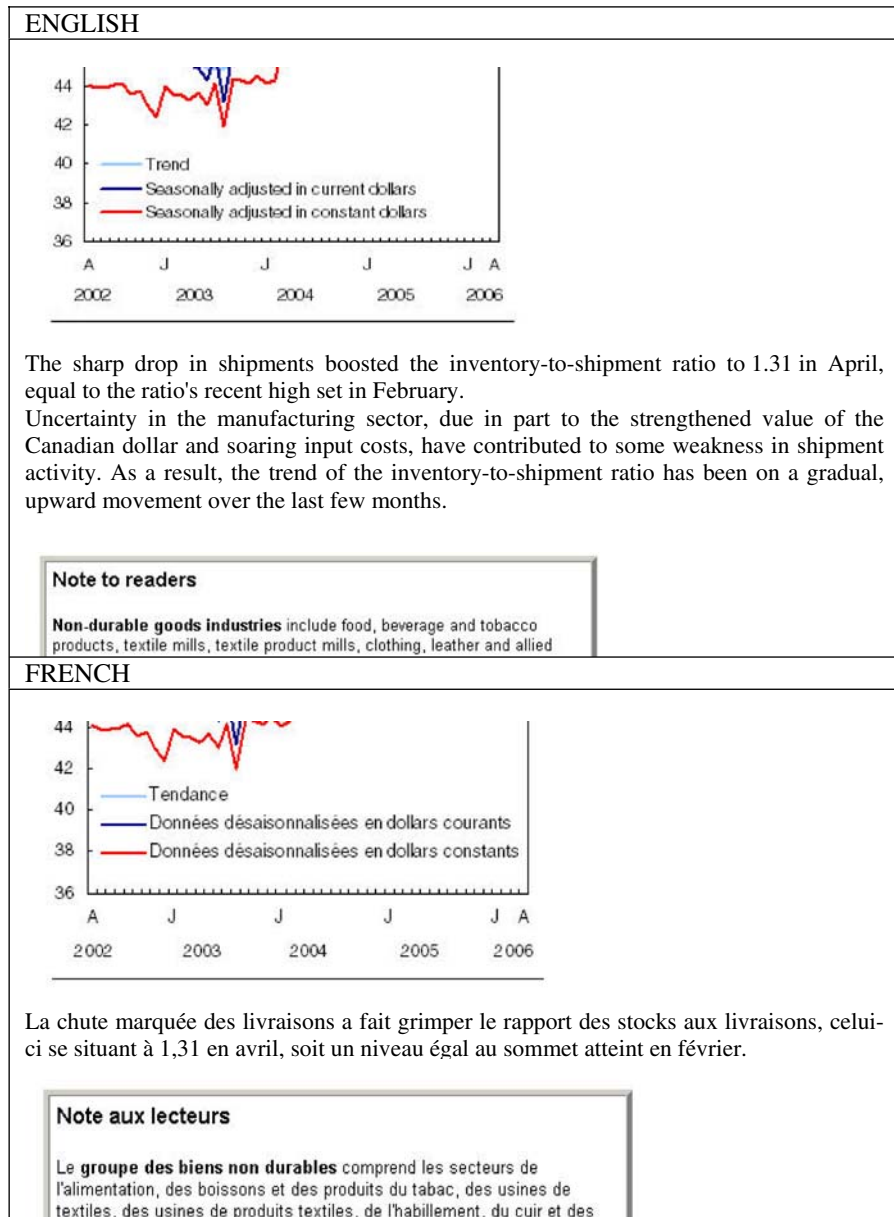 ENGLISH
44
42
40
Trend
Seasonally adjusted in current dollars
38
Seasonally adjusted in constant dollars
36
A J J J J A
2002 2003 2004 2005 2006
The sharp drop in shipments boosted the inventory-to-shipment ratio to 1.31 in April,
equal to the ratio's recent high set in February.
Uncertainty in the manufacturing sector, due in part to the strengthened value of the
Canadian dollar and soaring input costs, have contributed to some weakness in shipment
activity. As a result, the trend of the inventory-to-shipment ratio has been on a gradual,
upward movement over the last few months.
Note to readers
Non-durable goods industries include food, beverage and tobacco
products, textile mills, textile product mills, clothing, leather and allied
FRENCH
44
42
Tendance
40
Données désaisonnalisées en dollars courants
38
Données désaisonnalisées en dollars constants
36
A J J J J A
2002 2003 2004 2005 2006
La chute marquée des livraisons a fait grimper le rapport des stocks aux livraisons, celui-
ci se situant à 1,31 en avril, soit un niveau égal au sommet atteint en février.
Note aux lecteurs
Le groupe des biens non durables comprend les secteurs de
l'alimentation, des boissons et des produits du tabac, des usines de
textiles, des usines de produits textiles, de l'habillement, du cuir et des